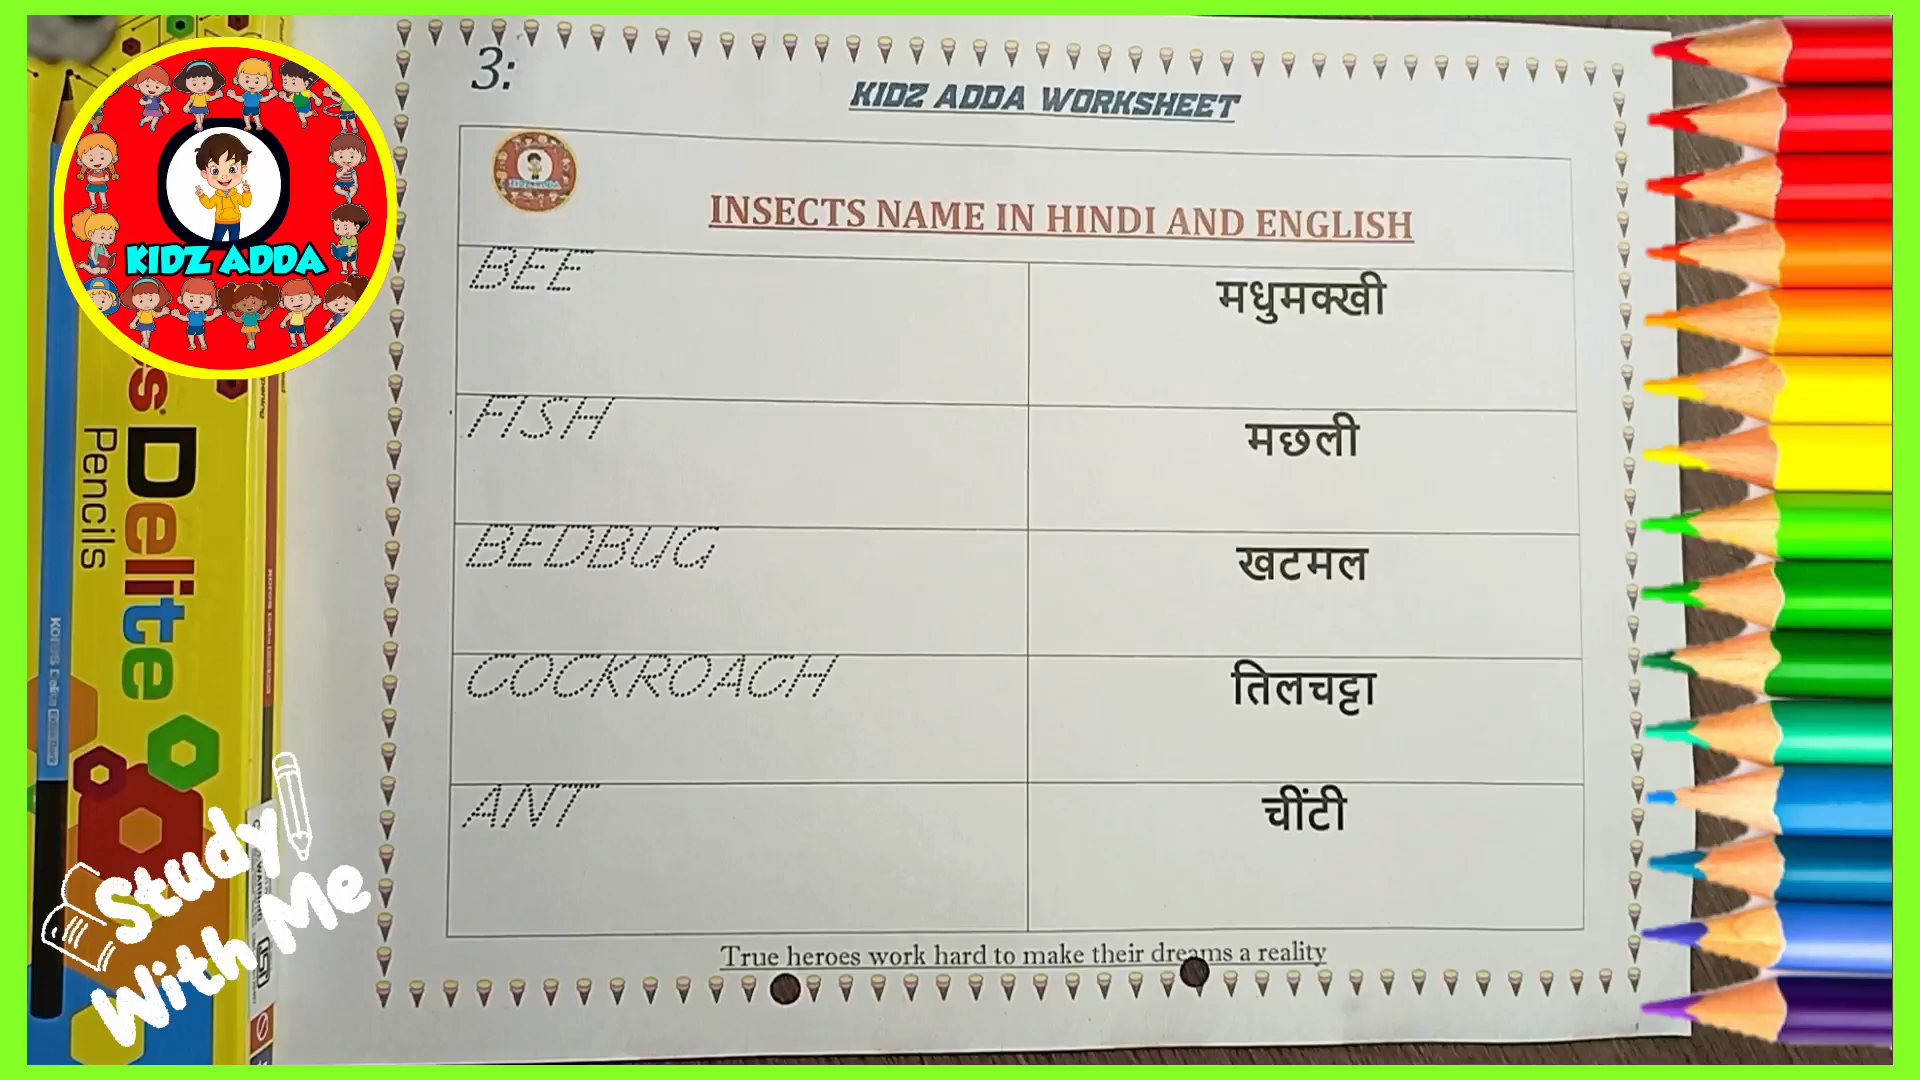 3:
KIDZ ADDA WORKSHEET
KIDZ ADDA
INSECTS NAME IN HINDI AND ENGLISH
BEE
मधुमक्खी
FISH
मछली
BEDBUG
खटमल
COCKROACH
तिलचट्टा
ANT
चींटी
True heroes work hard to make their dreams a reality
Delite
Pencils
Study
With Me